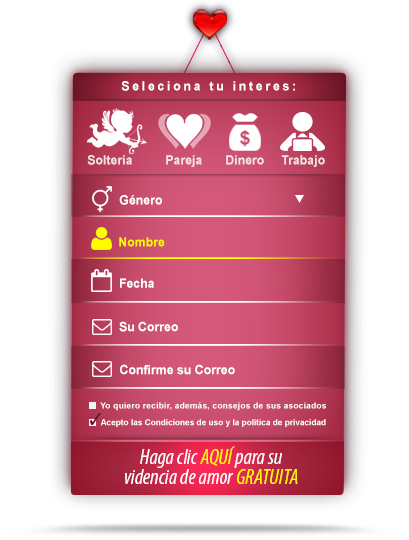 Selecciona tu interes:
Solteria Pareja Dinero Trabajo
$
Género
Nombre
Fecha
Su Correo
Confirme su Correo
Yo quiero recibir, además, consejos de sus asociados
Acepto las Condiciones de uso y la politica de privacidad
Haga clic AQUÍ para su
videncia de amor GRATUITA